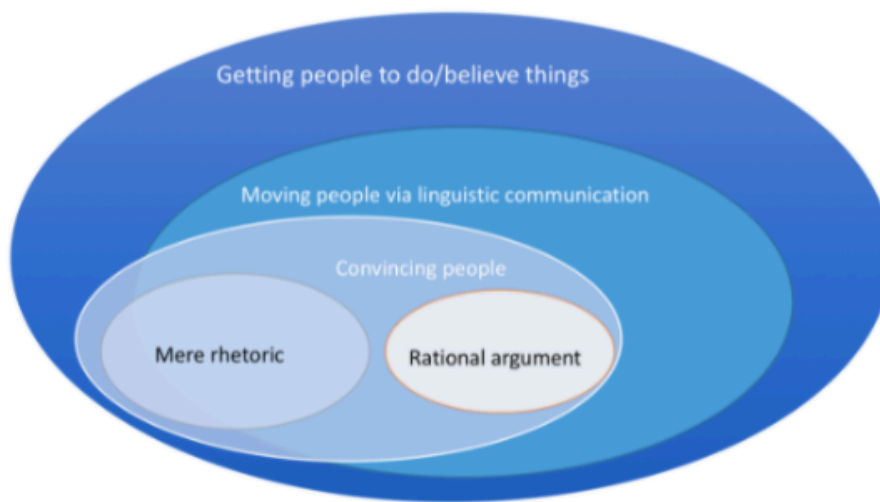 Getting people to do/believe things
Moving people via linguistic communication
Convincing people
Mere rhetoric
Rational argument